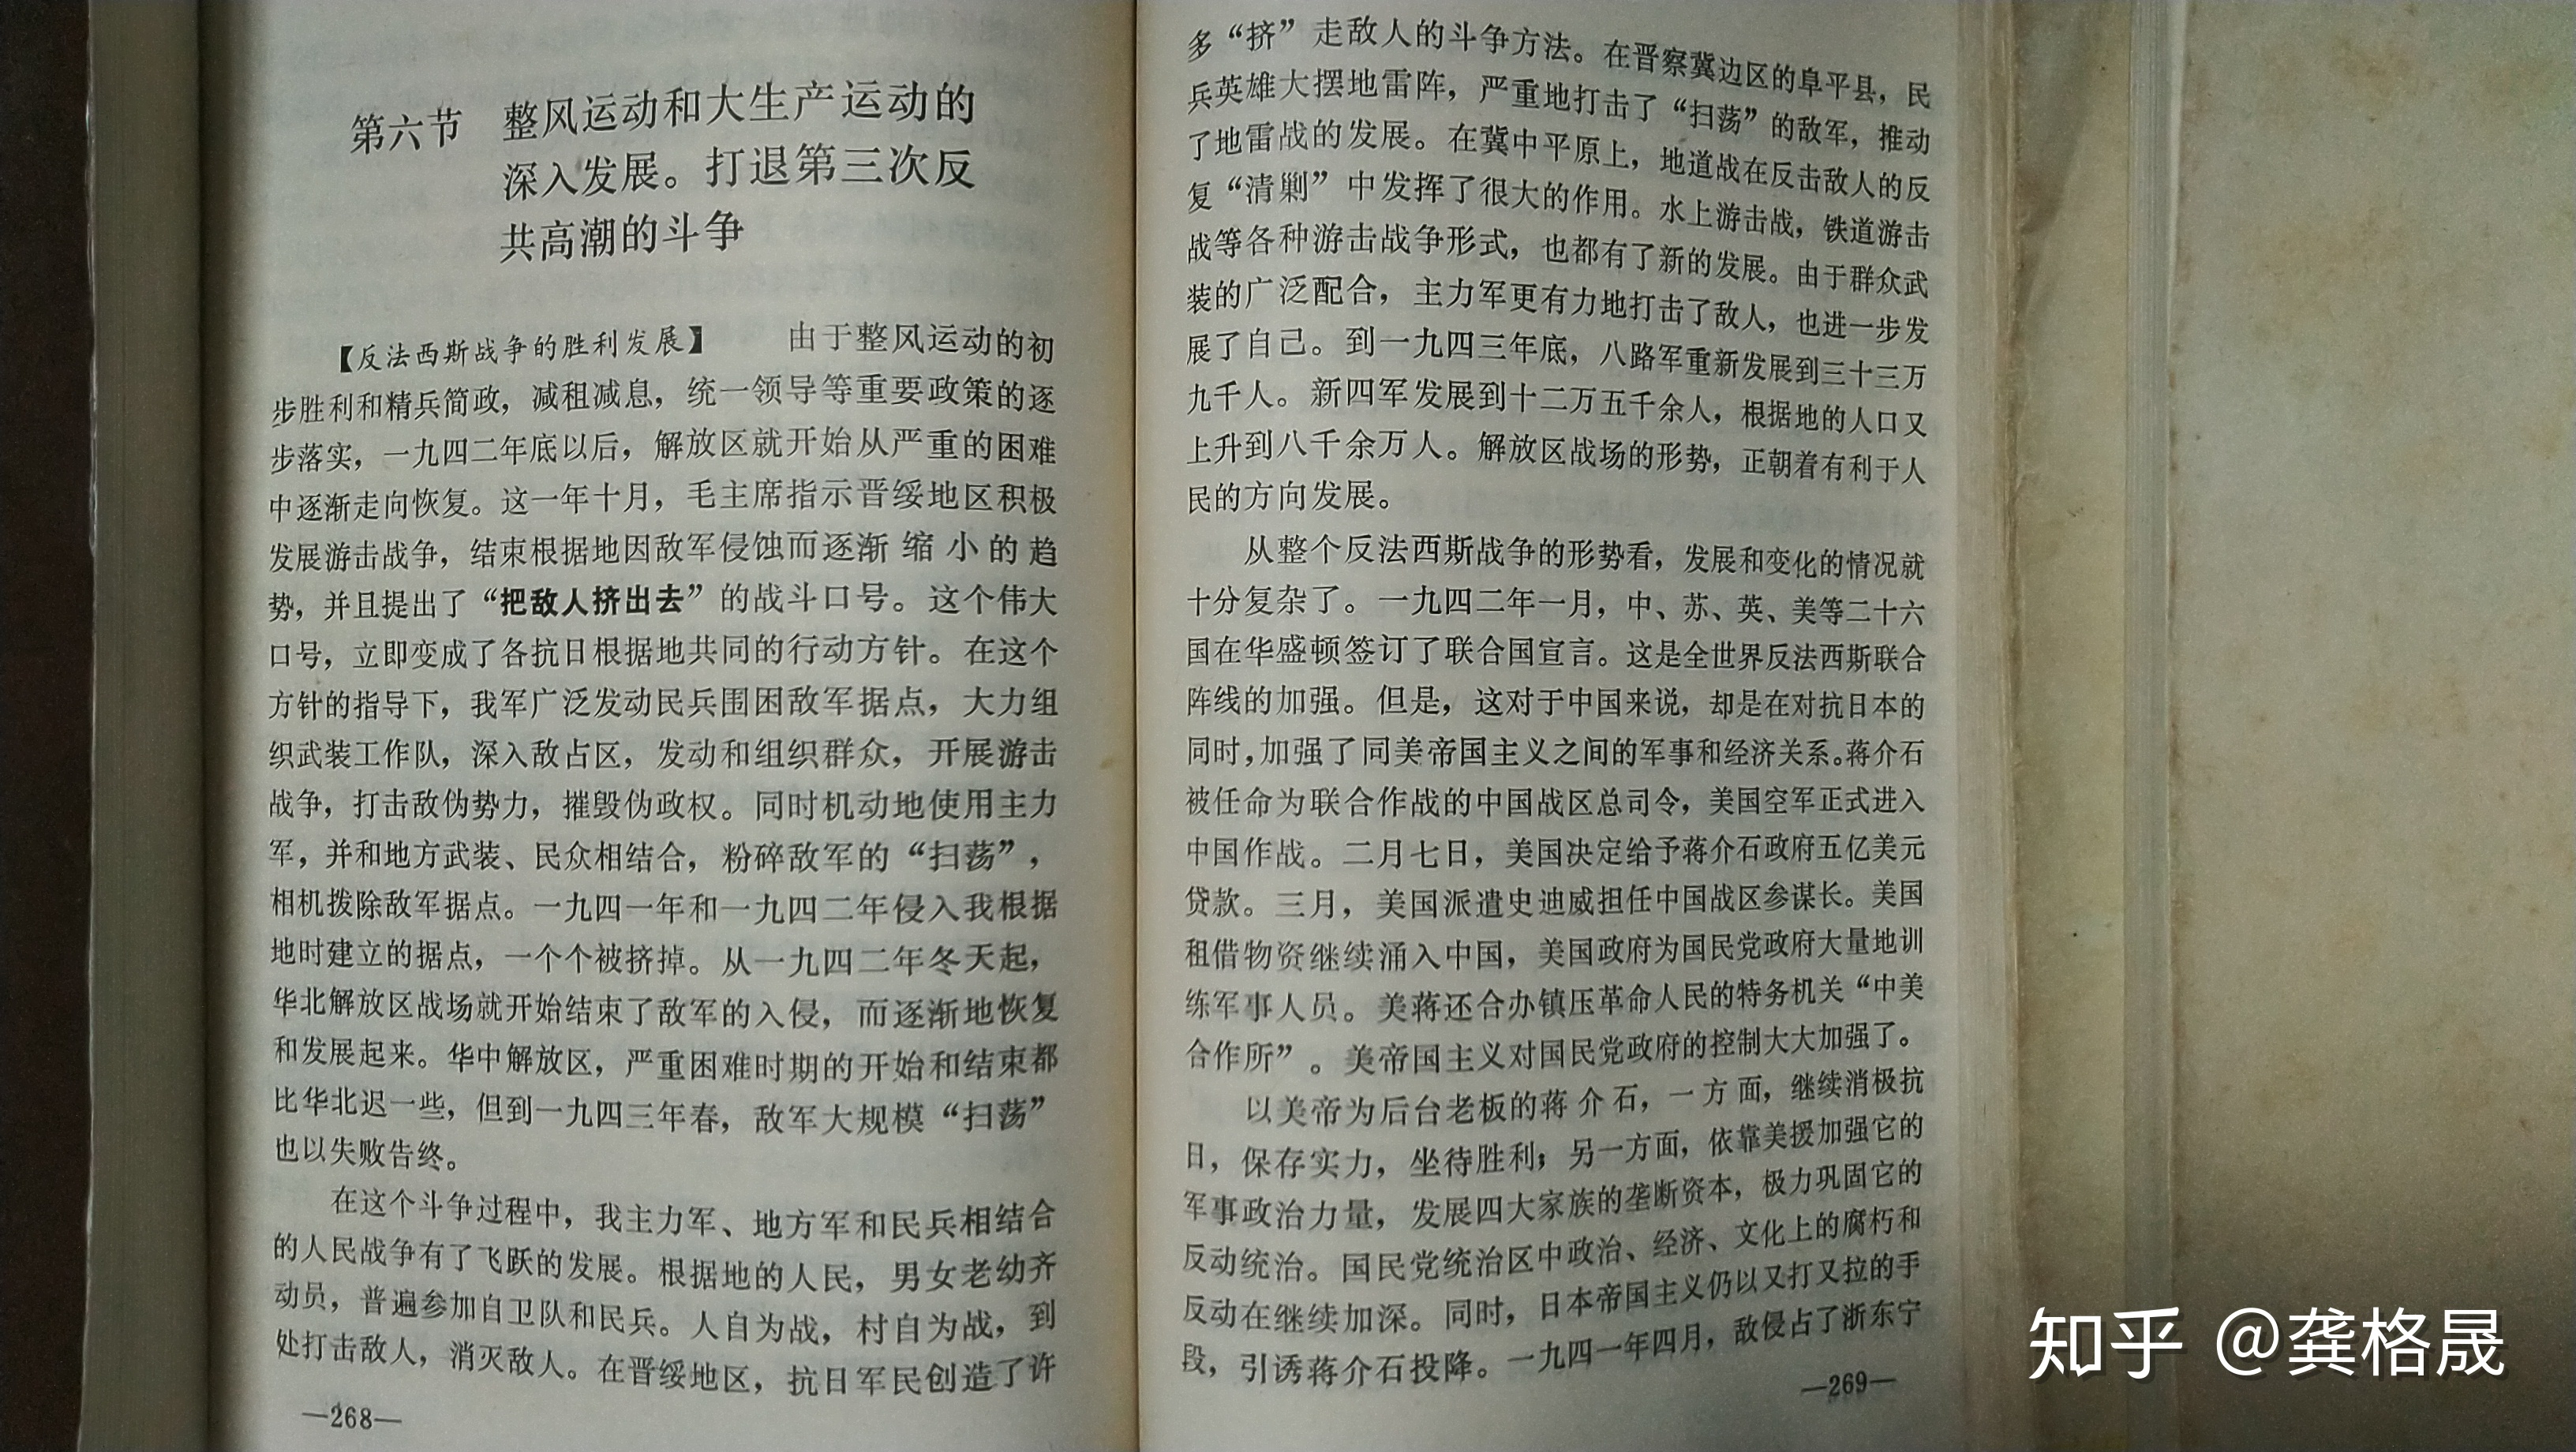 第六节 整风运动和大生产运动的
深入发展。打退第三次反
共高潮的斗争
【反法西斯战争的胜利发展】 由于整风运动的初
步胜利和精兵简政，减租减息，统一领导等重要政策的逐
步落实，一九四二年底以后，解放区就开始从严重的困难
中逐渐走向恢复。这一年十月，毛主席指示晋绥地区积极
发展游击战争，结束根据地因敌军侵蚀而逐渐缩小的趋
势，并且提出了“把敌人挤出去”的战斗口号。这个伟大
口号，立即变成了各抗日根据地共同的行动方针。在这个
方针的指导下，我军广泛发动民兵围困敌军据点，大力组
织武装工作队，深入敌占区，发动和组织群众，开展游击
战争，打击敌伪势力，摧毁伪政权。同时机动地使用主力
军，并和地方武装、民众相结合，粉碎敌军的“扫荡”，
相机拨除敌军据点。一九四一年和一九四二年侵入我根据
地时建立的据点，一个个被挤掉。从一九四二年冬天起，
华北解放区战场就开始结束了敌军的入侵，而逐渐地恢复
和发展起来。华中解放区，严重困难时期的开始和结束都
比华北迟一些，但到一九四三年春，敌军大规模“扫荡”
也以失败告终。
在这个斗争过程中，我主力军、地方军和民兵相结合
的人民战争有了飞跃的发展。根据地的人民，男女老幼齐
动员，普遍参加自卫队和民兵。人自为战，村自为战，到
处打击敌人，消灭敌人。在晋绥地区，抗日军民创造了许
—268—
多“挤”走敌人的斗争方法。在晋察冀边区的阜平县，民
兵英雄大摆地雷阵，严重地打击了“扫荡”的敌军，推动
了地雷战的发展。在冀中平原上，地道战在反击敌人的反
复“清剿”中发挥了很大的作用。水上游击战，铁道游击
战等各种游击战争形式，也都有了新的发展。由于群众武
装的广泛配合，主力军更有力地打击了敌人，也进一步发
展了自己。到一九四三年底，八路军重新发展到三十三万
九千人。新四军发展到十二万五千余人，根据地的人口又
上升到八千余万人。解放区战场的形势，正朝着有利于人
民的方向发展。
从整个反法西斯战争的形势看，发展和变化的情况就
十分复杂了。一九四二年一月，中、苏、英、美等二十六
国在华盛顿签订了联合国宣言。这是全世界反法西斯联合
阵线的加强。但是，这对于中国来说，却是在对抗日本的
同时，加强了同美帝国主义之间的军事和经济关系。蒋介石
被任命为联合作战的中国战区总司令，美国空军正式进入
中国作战。二月七日，美国决定给予蒋介石政府五亿美元
贷款。三月，美国派遣史迪威担任中国战区参谋长。美国
租借物资继续涌入中国，美国政府为国民党政府大量地训
练军事人员。美蒋还合办镇压革命人民的特务机关“中美
合作所”。美帝国主义对国民党政府的控制大大加强了。
以美帝为后台老板的蒋介石，一方面，继续消极抗
日，保存实力，坐待胜利；另一方面，依靠美援加强它的
军事政治力量，发展四大家族的垄断资本，极力巩固它的
反动统治。国民党统治区中政治、经济、文化上的腐朽和
反动在继续加深。同时，日本帝国主义仍以又打又拉的手
段，引诱蒋介石投降。一九四一年四月，敌侵占了浙东宁
—269—
知乎 @龚格晟